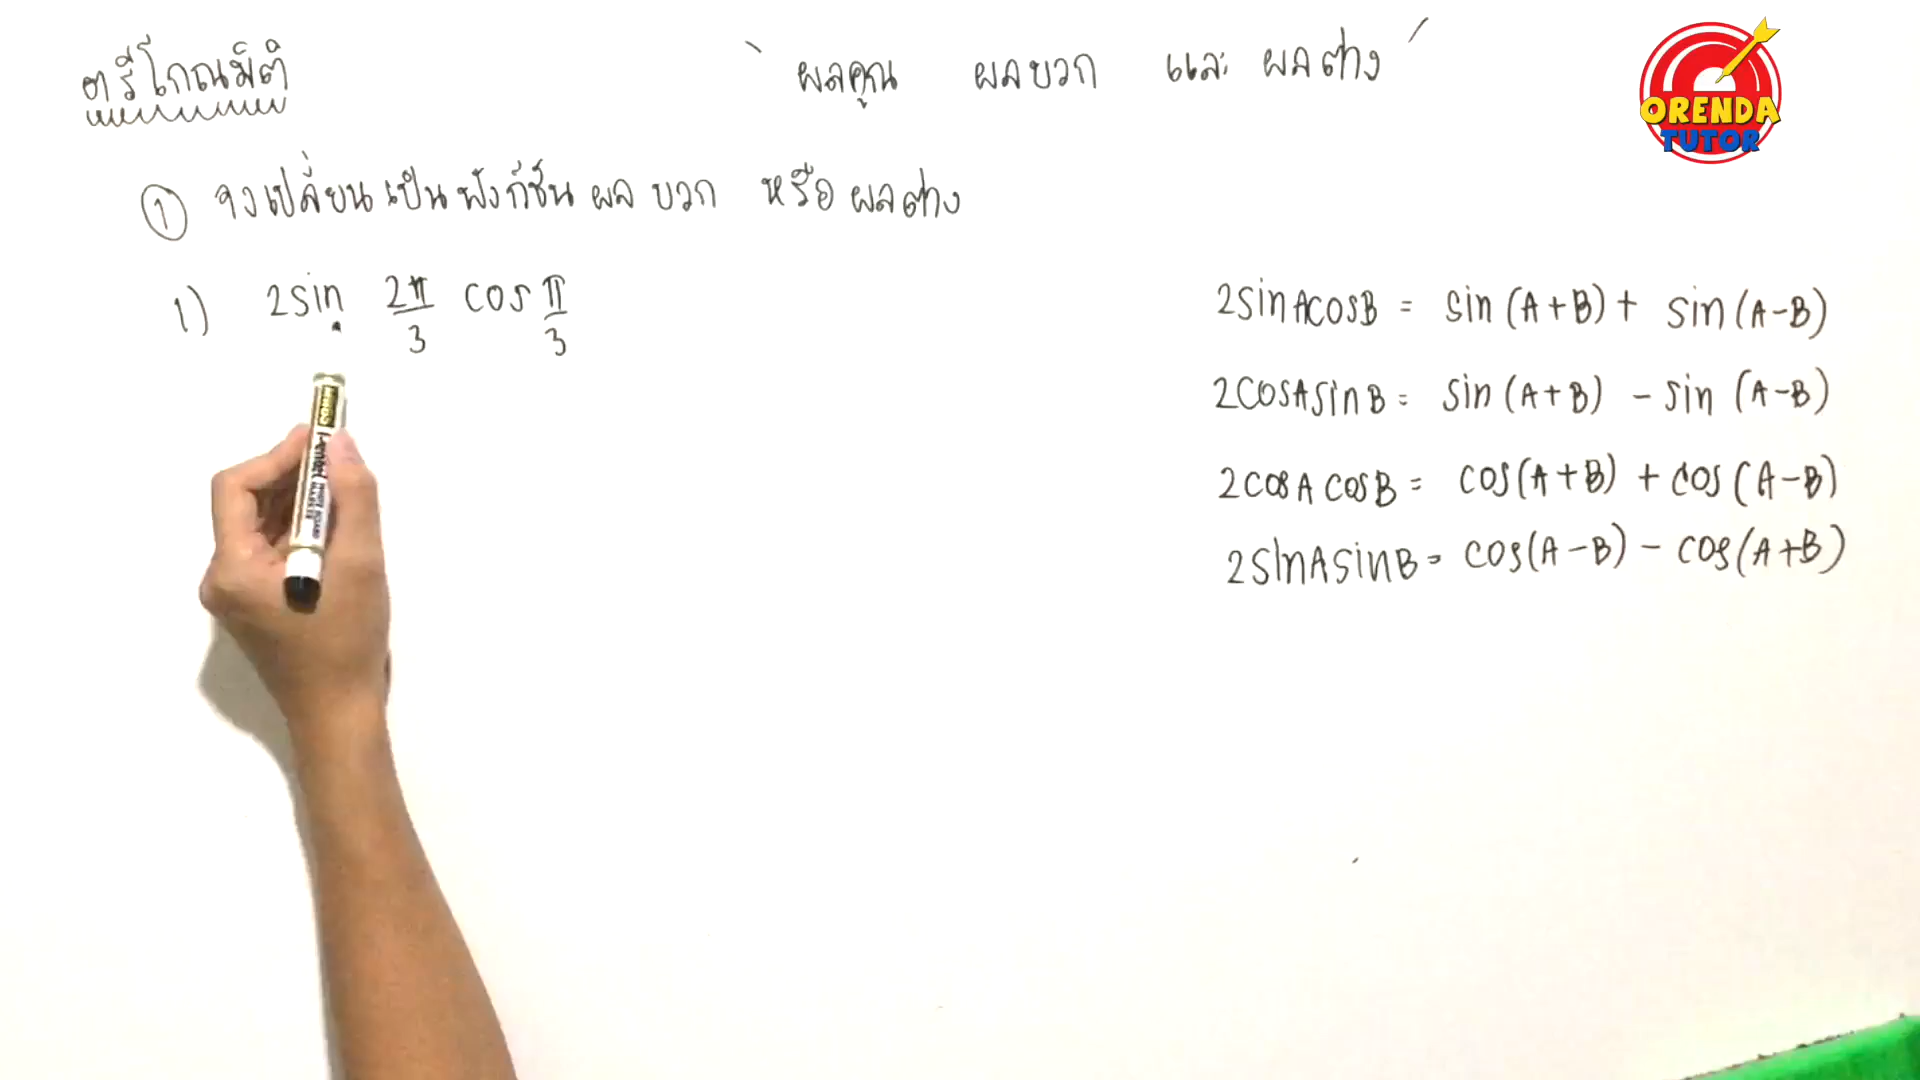 ตรีโกณมิติ
` ผลคูณ ผลบวก และ ผลต่าง ´
ORENDA
TUTOR
① จงเปลี่ยนเป็นฟังก์ชัน ผล บวก หรือ ผลต่าง
1) 2sin 2π/3 cos π/3
2sinAcosB = sin (A+B) + sin (A-B)
2cosAsinB = sin (A+B) - sin (A-B)
2cosA cosB = cos(A+B) + cos(A-B)
2sinAsinB = cos(A-B) - cos(A+B)
Pentel